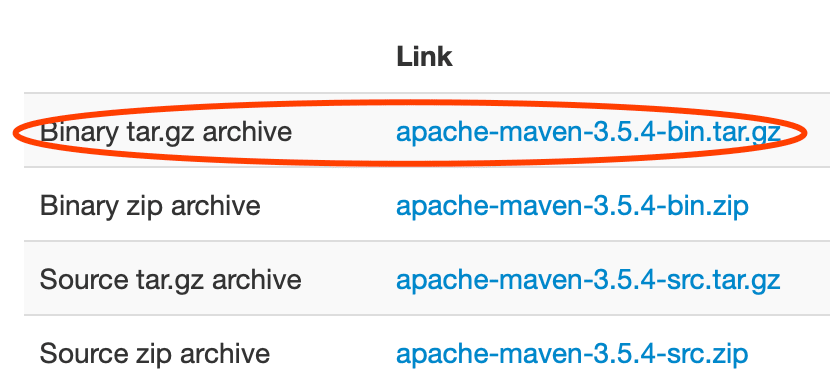 Link
Binary tar.gz archive apache-maven-3.5.4-bin.tar.gz
Binary zip archive apache-maven-3.5.4-bin.zip
Source tar.gz archive apache-maven-3.5.4-src.tar.gz
Source zip archive apache-maven-3.5.4-src.zip